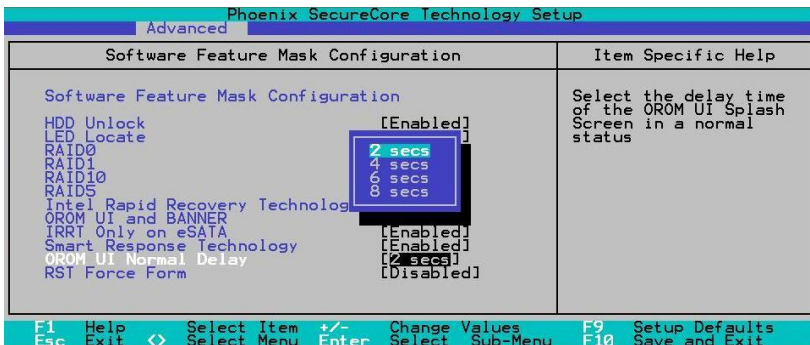 Phoenix SecureCore Technology Setup
Advanced
Software Feature Mask Configuration
Item Specific Help
Software Feature Mask Configuration
HDD Unlock [Enabled]
LED Locate ]
RAID0
RAID1
RAID10
RAID5
Intel Rapid Recovery Technolog
OROM UI and BANNER
IRRT Only on eSATA [Enabled]
Smart Response Technology [Enabled]
OROM UI Normal Delay [2 secs]
RST Force Form [Disabled]
2 secs
4 secs
6 secs
8 secs
Select the delay time
of the OROM UI Splash
Screen in a normal
status
F1 Help Select Item +/- Change Values F9 Setup Defaults
Esc Exit <> Select Menu Enter Select Sub-Menu F10 Save and Exit